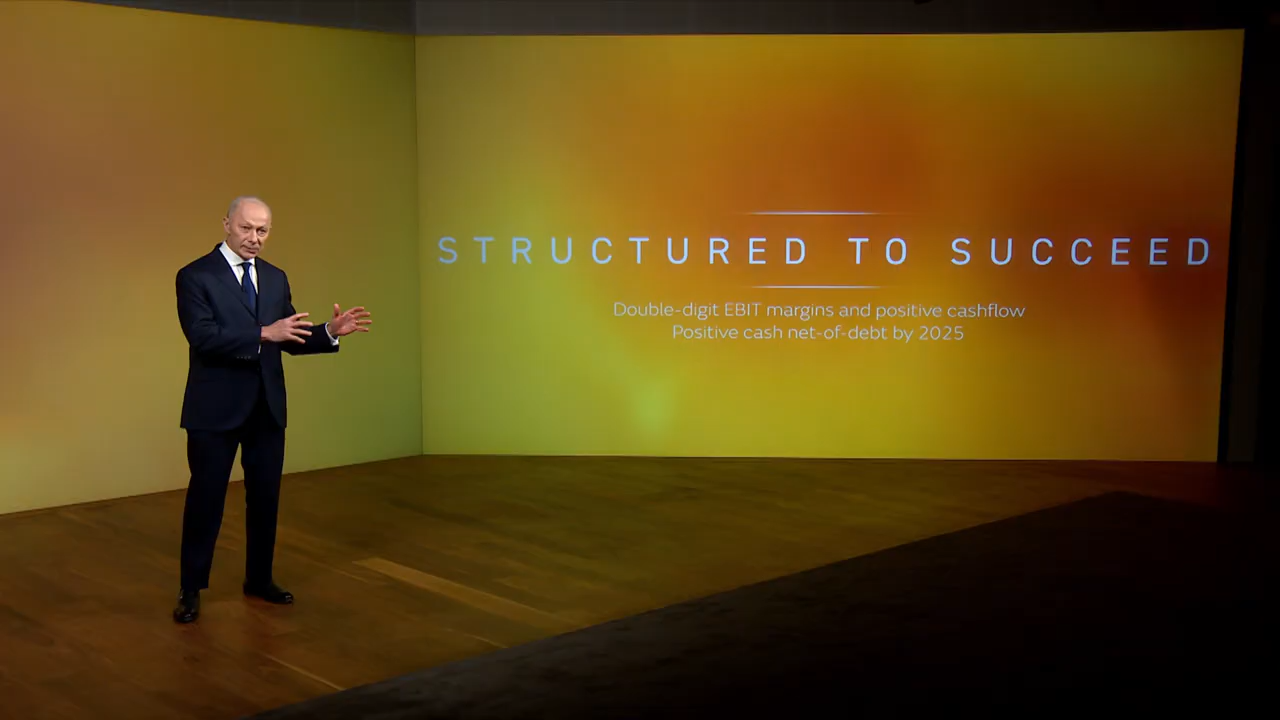 STRUCTURED TO SUCCEED
Double-digit EBIT margins and positive cashflow
Positive cash net-of-debt by 2025